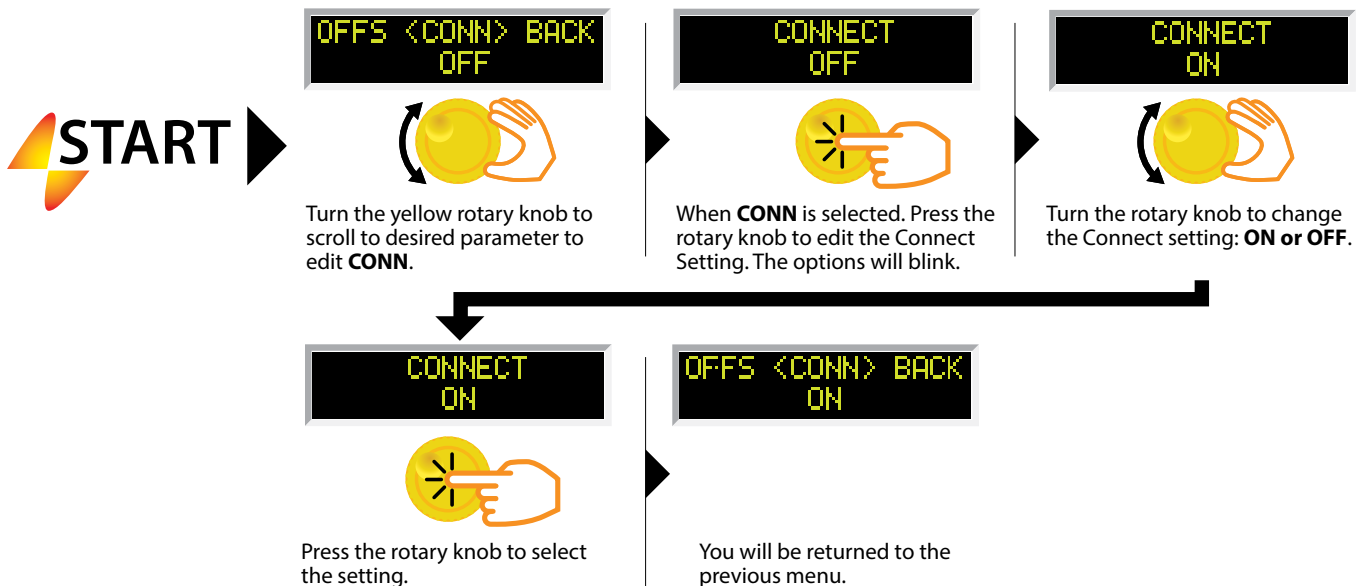 START
OFFS <CONN> BACK
OFF
Turn the yellow rotary knob to
scroll to desired parameter to
edit CONN.
CONNECT
OFF
When CONN is selected. Press the
rotary knob to edit the Connect
Setting. The options will blink.
CONNECT
ON
Turn the rotary knob to change
the Connect setting: ON or OFF.
CONNECT
ON
Press the rotary knob to select
the setting.
OFFS <CONN> BACK
ON
You will be returned to the
previous menu.